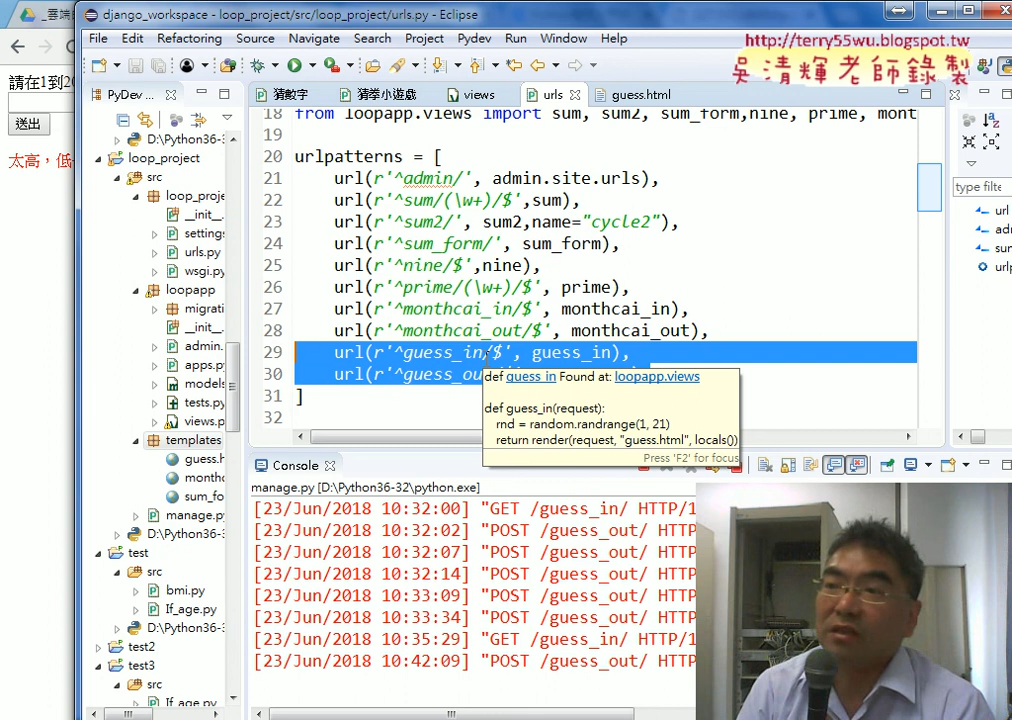 _雲端
請在1到20
送出
太高，低
django_workspace - loop_project/src/loop_project/urls.py - Eclipse
File Edit Refactoring Source Navigate Search Project Pydev Run Window Help
http://terry55wu.blogspot.tw
吳清輝老師錄製
PyDev ...
猜數字
猜拳小遊戲
views
urls
guess.html
D:\Python36-3
loop_project
src
loop_proje
__init__.
settings
urls.py
wsgi.py
loopapp
migrati
__init__.
admin.
apps.py
models
tests.py
views.p
templates
guess.h
month
sum_fo
manage.p
D:\Python36-3
test
src
bmi.py
If_age.py
D:\Python36-3
test2
test3
src
If_age.py
18 from loopapp.views import sum, sum2, sum_form,nine, prime, mont
19
20 urlpatterns = [
21 url(r'^admin/', admin.site.urls),
22 url(r'^sum/(\w+)/$',sum),
23 url(r'^sum2/', sum2,name="cycle2"),
24 url(r'^sum_form/', sum_form),
25 url(r'^nine/$',nine),
26 url(r'^prime/(\w+)/$', prime),
27 url(r'^monthcai_in/$', monthcai_in),
28 url(r'^monthcai_out/$', monthcai_out),
29 url(r'^guess_in/$', guess_in),
30 url(r'^guess_ou
31 ]
32
def guess_in Found at: loopapp.views
def guess_in(request):
rnd = random.randrange(1, 21)
return render(request, "guess.html", locals())
Press 'F2' for focus
type filte
url
adr
sur
urlp
Console
manage.py [D:\Python36-32\python.exe]
[23/Jun/2018 10:32:00] "GET /guess_in/ HTTP/1
[23/Jun/2018 10:32:02] "POST /guess_out/ HTTP
[23/Jun/2018 10:32:07] "POST /guess_out/ HTTP
[23/Jun/2018 10:32:14] "POST /guess_out/ HTTP
[23/Jun/2018 10:33:09] "POST /guess_out/ HTTP
[23/Jun/2018 10:33:34] "POST /guess_out/ HTTP
[23/Jun/2018 10:35:29] "GET /guess_in/ HTTP/1
[23/Jun/2018 10:42:09] "POST /guess_out/ HTTP